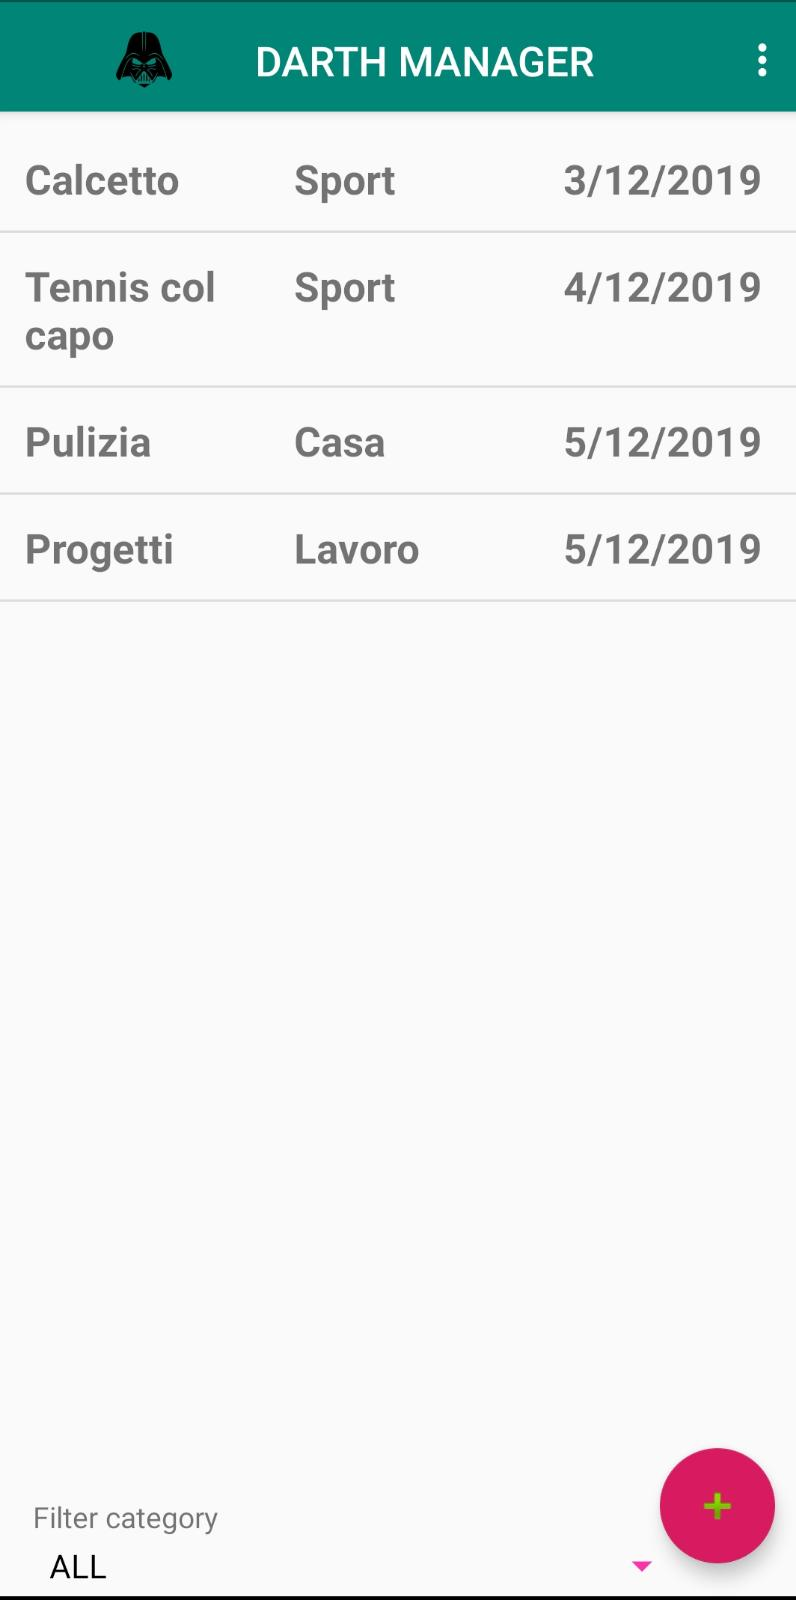 DARTH MANAGER
Calcetto Sport 3/12/2019
Tennis col Sport 4/12/2019
capo
Pulizia Casa 5/12/2019
Progetti Lavoro 5/12/2019
Filter category
ALL
+